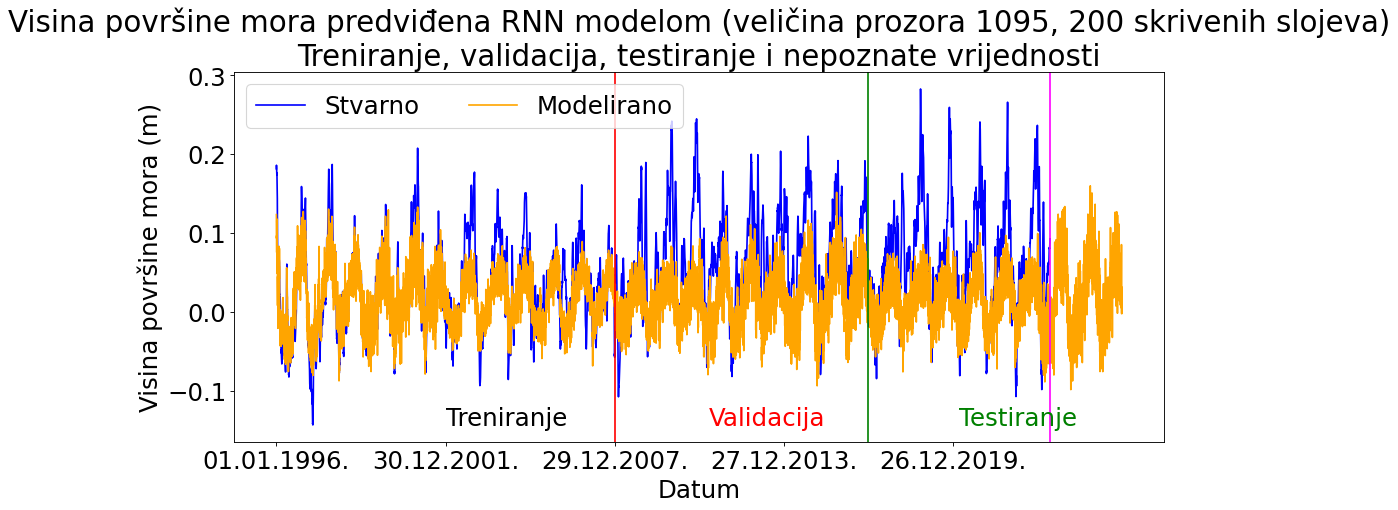 Visina površine mora predviđena RNN modelom (veličina prozora 1095, 200 skrivenih slojeva)
Treniranje, validacija, testiranje i nepoznate vrijednosti
Stvarno Modelirano
Visina površine mora (m)
0.3
0.2
0.1
0.0
−0.1
Treniranje Validacija Testiranje
01.01.1996. 30.12.2001. 29.12.2007. 27.12.2013. 26.12.2019.
Datum